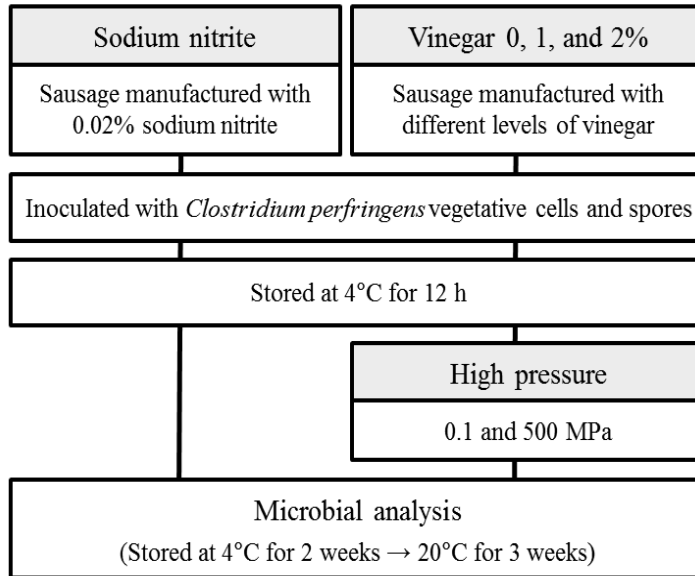 Sodium nitrite
Sausage manufactured with
0.02% sodium nitrite
Vinegar 0, 1, and 2%
Sausage manufactured with
different levels of vinegar
Inoculated with Clostridium perfringens vegetative cells and spores
Stored at 4°C for 12 h
High pressure
0.1 and 500 MPa
Microbial analysis
(Stored at 4°C for 2 weeks → 20°C for 3 weeks)